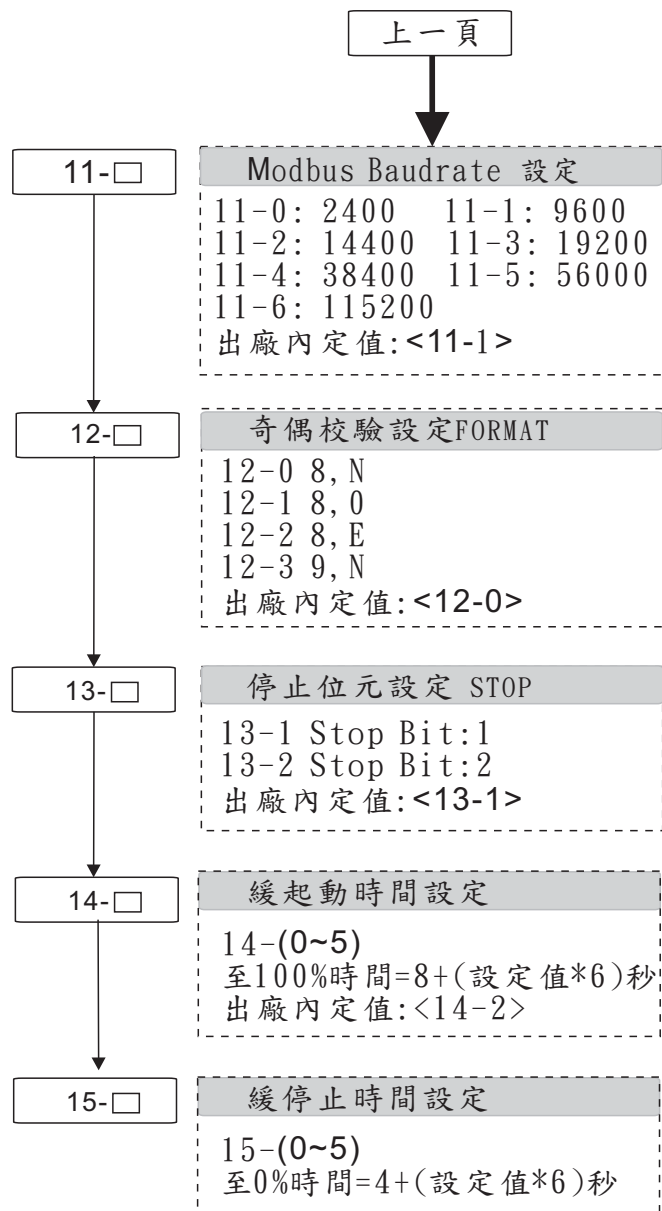 上一頁
11-□
Modbus Baudrate 設定
11-0: 2400 11-1: 9600
11-2: 14400 11-3: 19200
11-4: 38400 11-5: 56000
11-6: 115200
出廠內定值:<11-1>
12-□
奇偶校驗設定FORMAT
12-0 8,N
12-1 8,O
12-2 8,E
12-3 9,N
出廠內定值:<12-0>
13-□
停止位元設定 STOP
13-1 Stop Bit:1
13-2 Stop Bit:2
出廠內定值:<13-1>
14-□
緩起動時間設定
14-(0~5)
至100%時間=8+(設定值*6)秒
出廠內定值:<14-2>
15-□
緩停止時間設定
15-(0~5)
至0%時間=4+(設定值*6)秒